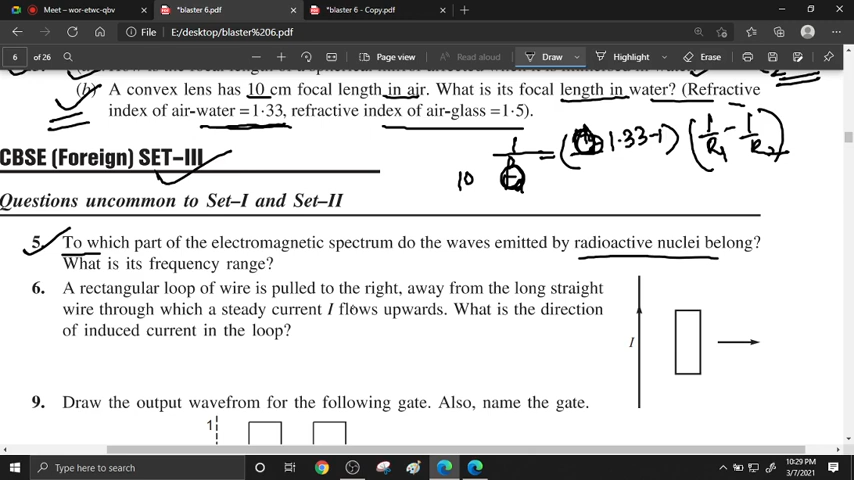 Meet – wor-etwc-qbv
*blaster 6.pdf
*blaster 6 - Copy.pdf
File E:/desktop/blaster%206.pdf
6 of 26 Page view Read aloud Draw Highlight Erase
(b) A convex lens has 10 cm focal length in air. What is its focal length in water? (Refractive
index of air-water = 1·33, refractive index of air-glass = 1·5).
1.33-1) (1/R1 - 1/R2)
10
CBSE (Foreign) SET–III
Questions uncommon to Set–I and Set–II
5. To which part of the electromagnetic spectrum do the waves emitted by radioactive nuclei belong?
What is its frequency range?
6. A rectangular loop of wire is pulled to the right, away from the long straight
wire through which a steady current I flows upwards. What is the direction
of induced current in the loop?
I
9. Draw the output wavefrom for the following gate. Also, name the gate.
1
Type here to search
10:29 PM
3/7/2021